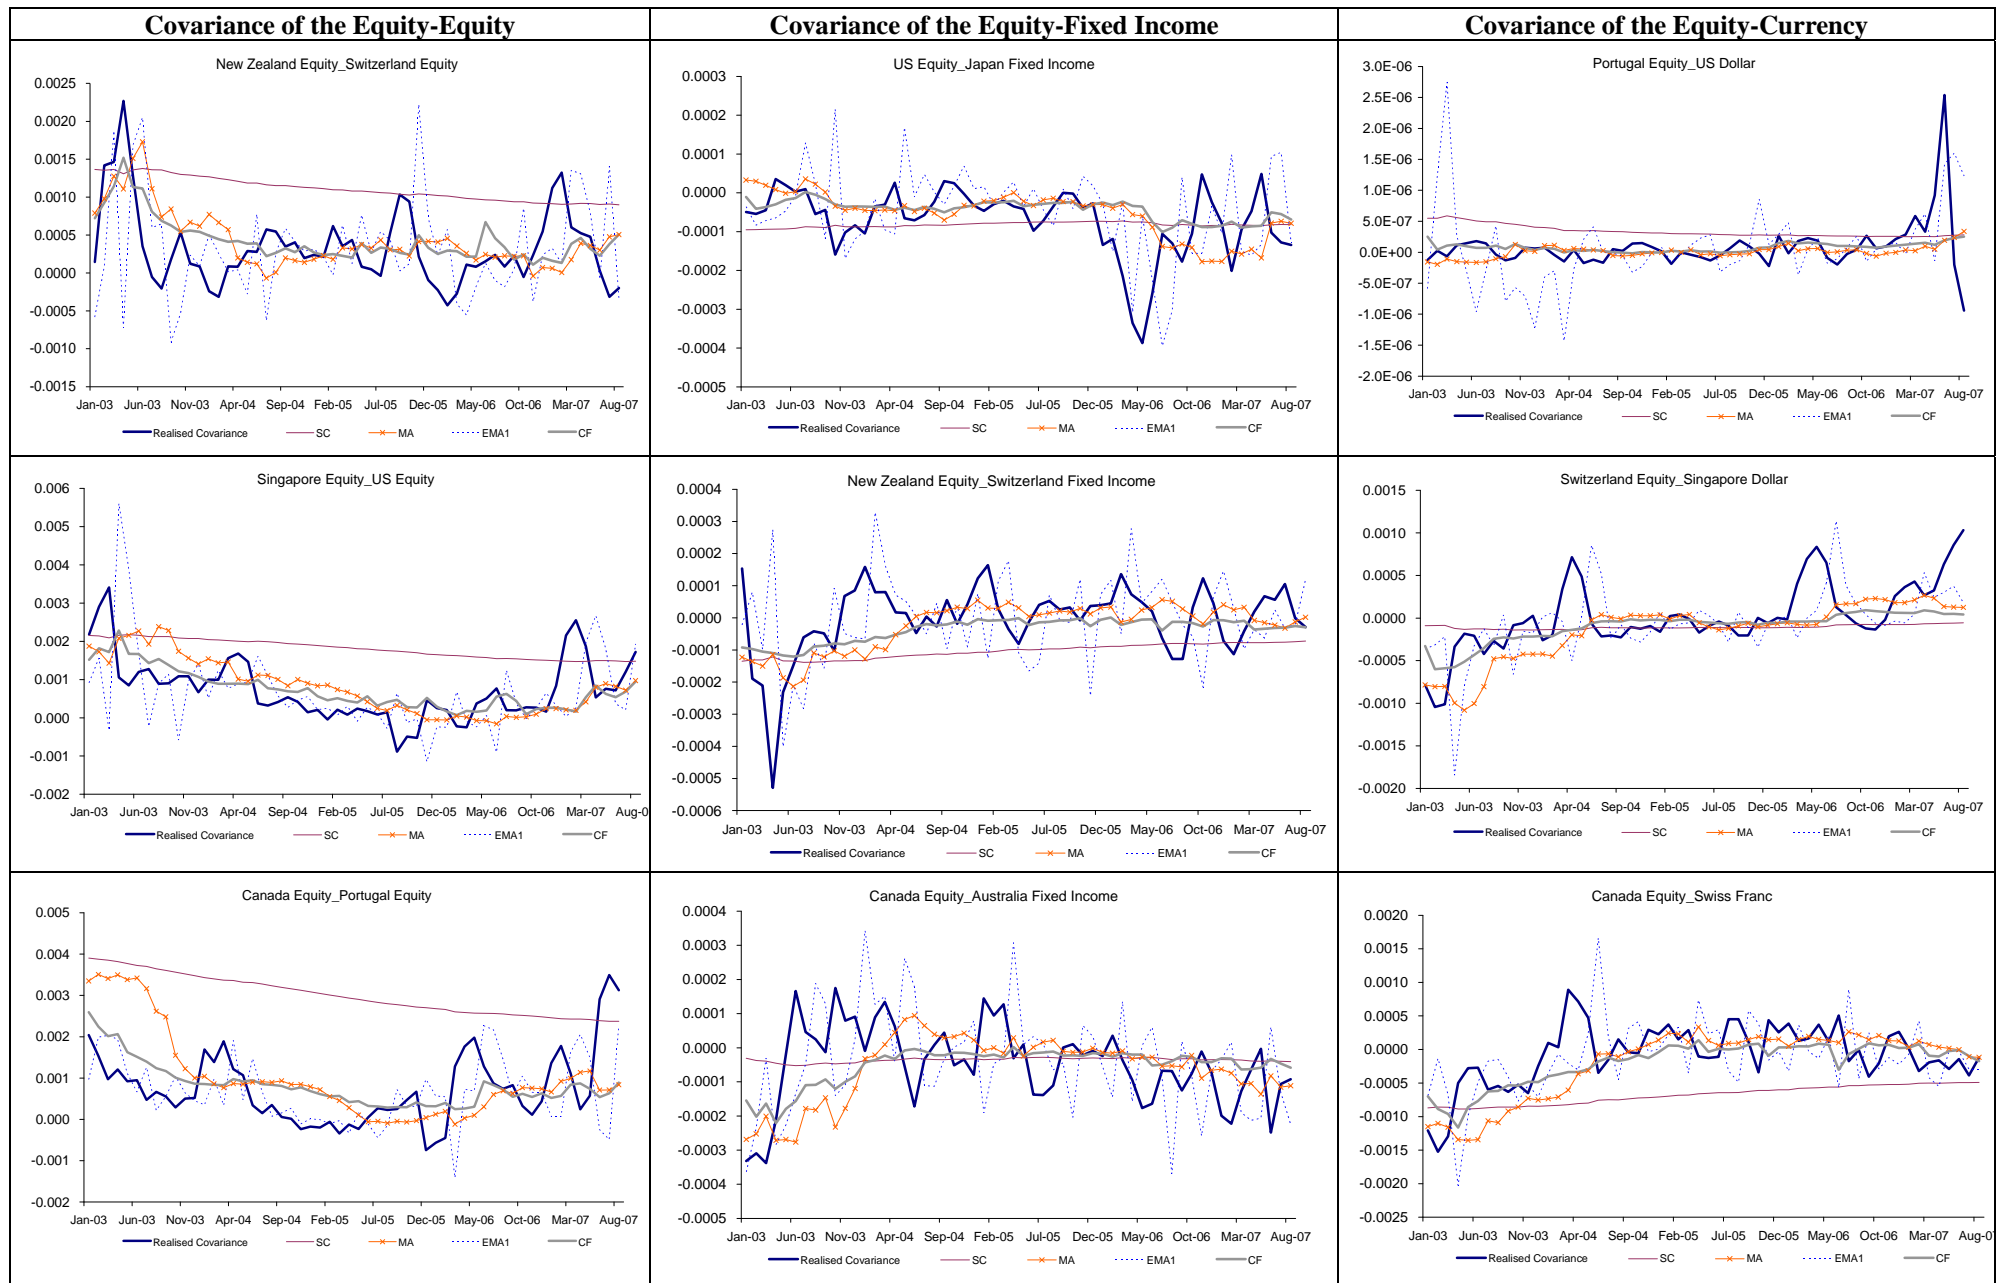 Covariance of the Equity-Equity
Covariance of the Equity-Fixed Income
Covariance of the Equity-Currency
New Zealand Equity_Switzerland Equity
0.0025
0.0020
0.0015
0.0010
0.0005
0.0000
-0.0005
-0.0010
-0.0015
Jan-03 Jun-03 Nov-03 Apr-04 Sep-04 Feb-05 Jul-05 Dec-05 May-06 Oct-06 Mar-07 Aug-07
Realised Covariance SC MA EMA1 CF
US Equity_Japan Fixed Income
0.0003
0.0002
0.0001
0.0000
-0.0001
-0.0002
-0.0003
-0.0004
-0.0005
Jan-03 Jun-03 Nov-03 Apr-04 Sep-04 Feb-05 Jul-05 Dec-05 May-06 Oct-06 Mar-07 Aug-07
Realised Covariance SC MA EMA1 CF
Portugal Equity_US Dollar
3.0E-06
2.5E-06
2.0E-06
1.5E-06
1.0E-06
5.0E-07
0.0E+00
-5.0E-07
-1.0E-06
-1.5E-06
-2.0E-06
Jan-03 Jun-03 Nov-03 Apr-04 Sep-04 Feb-05 Jul-05 Dec-05 May-06 Oct-06 Mar-07 Aug-07
Realised Covariance SC MA EMA1 CF
Singapore Equity_US Equity
0.006
0.005
0.004
0.003
0.002
0.001
0.000
-0.001
-0.002
Jan-03 Jun-03 Nov-03 Apr-04 Sep-04 Feb-05 Jul-05 Dec-05 May-06 Oct-06 Mar-07 Aug-0
Realised Covariance SC MA EMA1 CF
New Zealand Equity_Switzerland Fixed Income
0.0004
0.0003
0.0002
0.0001
0.0000
-0.0001
-0.0002
-0.0003
-0.0004
-0.0005
-0.0006
Jan-03 Jun-03 Nov-03 Apr-04 Sep-04 Feb-05 Jul-05 Dec-05 May-06 Oct-06 Mar-07 Aug-07
Realised Covariance SC MA EMA1 CF
Switzerland Equity_Singapore Dollar
0.0015
0.0010
0.0005
0.0000
-0.0005
-0.0010
-0.0015
-0.0020
Jan-03 Jun-03 Nov-03 Apr-04 Sep-04 Feb-05 Jul-05 Dec-05 May-06 Oct-06 Mar-07 Aug-07
Realised Covariance SC MA EMA1 CF
Canada Equity_Portugal Equity
0.005
0.004
0.003
0.002
0.001
0.000
-0.001
-0.002
Jan-03 Jun-03 Nov-03 Apr-04 Sep-04 Feb-05 Jul-05 Dec-05 May-06 Oct-06 Mar-07 Aug-07
Realised Covariance SC MA EMA1 CF
Canada Equity_Australia Fixed Income
0.0004
0.0003
0.0002
0.0001
0.0000
-0.0001
-0.0002
-0.0003
-0.0004
-0.0005
Jan-03 Jun-03 Nov-03 Apr-04 Sep-04 Feb-05 Jul-05 Dec-05 May-06 Oct-06 Mar-07 Aug-07
Realised Covariance SC MA EMA1 CF
Canada Equity_Swiss Franc
0.0020
0.0015
0.0010
0.0005
0.0000
-0.0005
-0.0010
-0.0015
-0.0020
-0.0025
Jan-03 Jun-03 Nov-03 Apr-04 Sep-04 Feb-05 Jul-05 Dec-05 May-06 Oct-06 Mar-07 Aug-07
Realised Covariance SC MA EMA1 CF